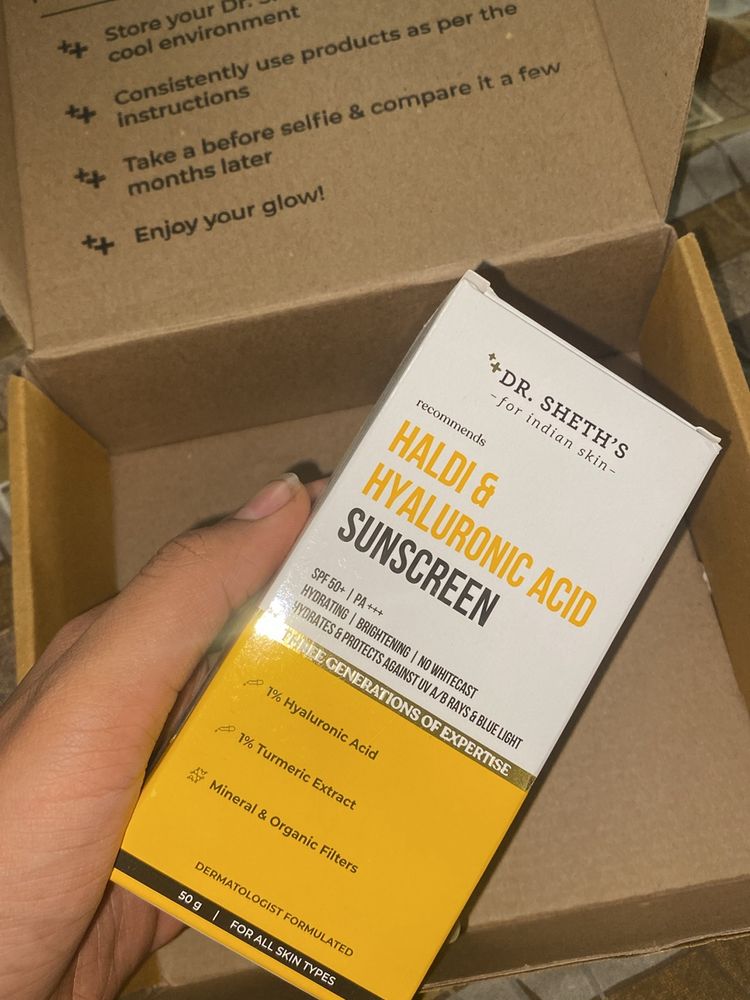 Store your Dr.
cool environment
Consistently use products as per the
instructions
Take a before selfie & compare it a few
months later
Enjoy your glow!
DR. SHETH'S
-for indian skin-
recommends
HALDI &
HYALURONIC ACID
SUNSCREEN
SPF 50+ | PA +++
HYDRATING | BRIGHTENING | NO WHITECAST
HYDRATES & PROTECTS AGAINST UV A/B RAYS & BLUE LIGHT
THREE GENERATIONS OF EXPERTISE
1% Hyaluronic Acid
1% Turmeric Extract
Mineral & Organic Filters
DERMATOLOGIST FORMULATED
50 g | FOR ALL SKIN TYPES